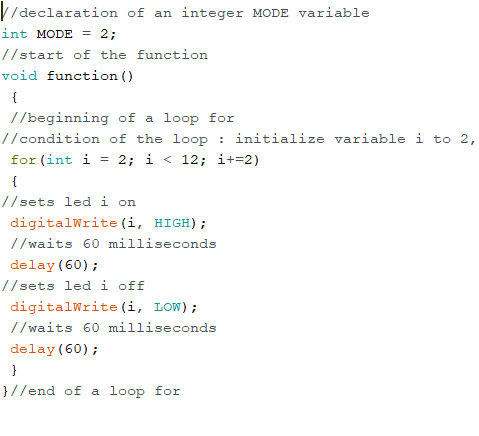 //declaration of an integer MODE variable
int MODE = 2;
//start of the function
void function()
{
//beginning of a loop for
//condition of the loop : initialize variable i to 2,
for(int i = 2; i < 12; i+=2)
{
//sets led i on
digitalWrite(i, HIGH);
//waits 60 milliseconds
delay(60);
//sets led i off
digitalWrite(i, LOW);
//waits 60 milliseconds
delay(60);
}
}//end of a loop for